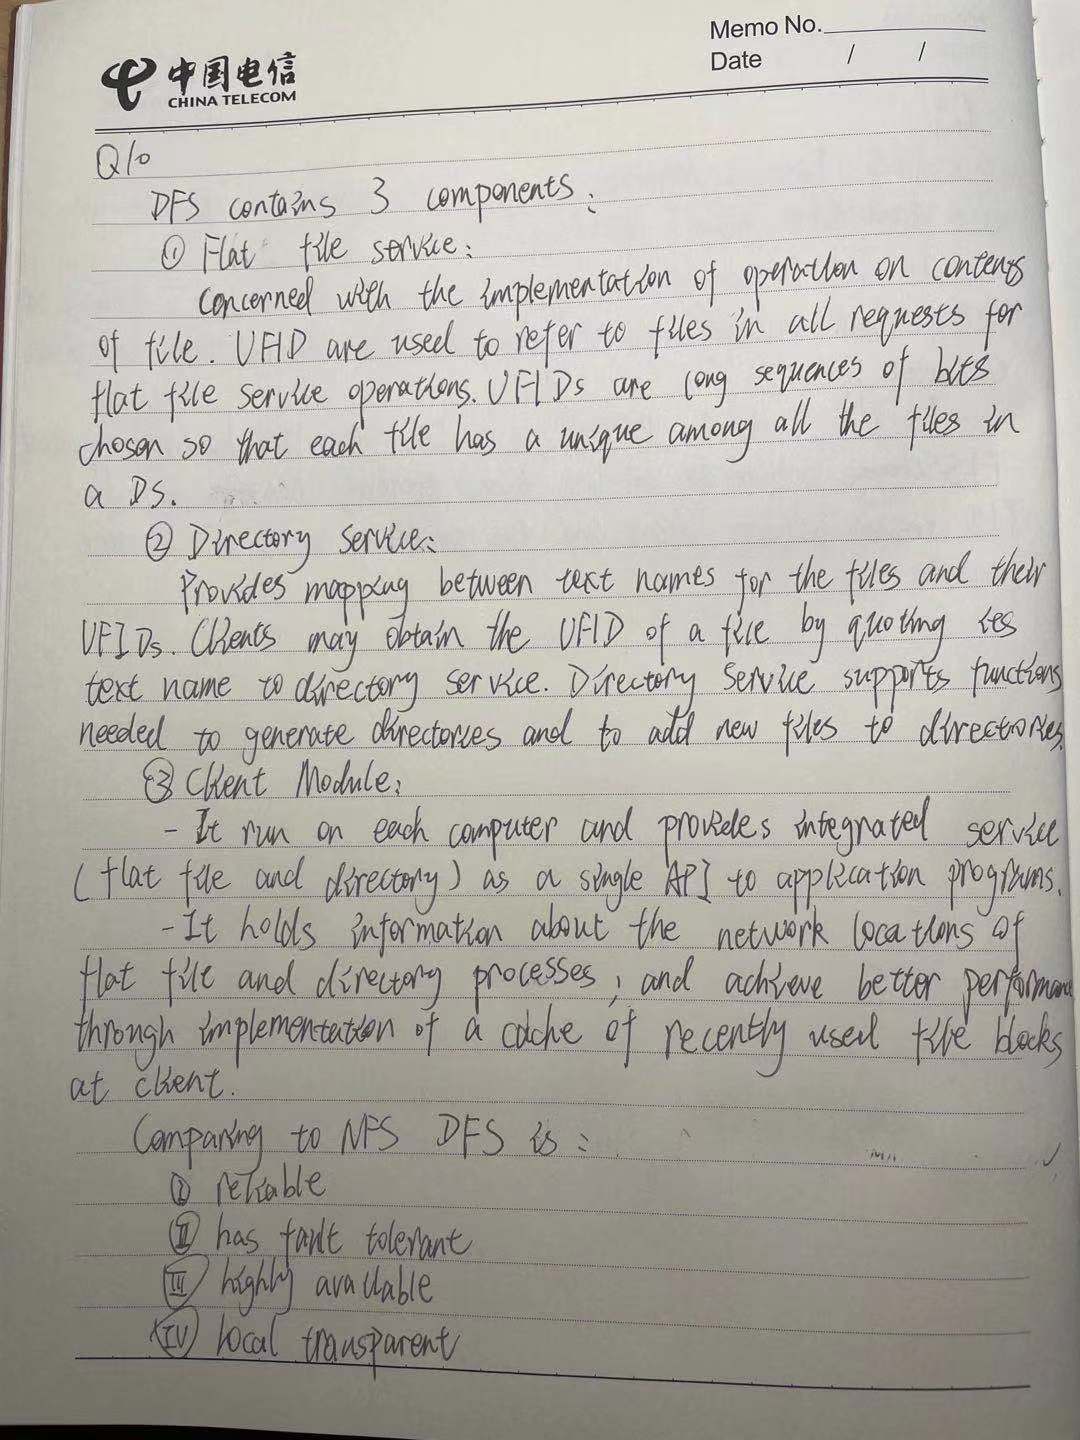 中国电信
CHINA TELECOM
Memo No.
Date / /
Q10
DFS contains 3 components:
① Flat file service:
Concerned with the implementation of operation on contents
of file. UFID are used to refer to files in all requests for
flat file service operations. UFIDs are long sequences of bits
chosen so that each file has a unique among all the files in
a DS.
② Directory Service:
Provides mapping between text names for the files and their
UFIDs. Clients may obtain the UFID of a file by quoting its
text name to directory service. Directory Service supports functions
needed to generate directories and to add new files to directrories.
③ Client Module:
- It run on each computer and provides integrated service
(flat file and directory) as a single API to application programs.
- It holds information about the network locations of
flat file and directory processes; and achieve better performance
through implementation of a cache of recently used file blocks
at client.
Comparing to NFS DFS is:
Ⅰ reliable
Ⅱ has fault tolerant
Ⅲ highly available
Ⅳ local transparent